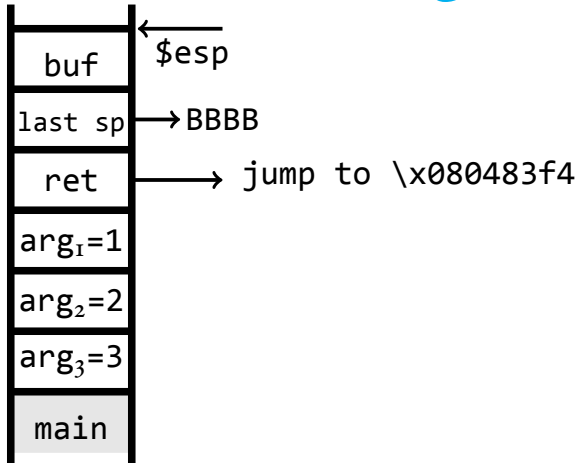 $esp
buf
last sp BBBB
ret jump to \x080483f4
arg₁=1
arg₂=2
arg₃=3
main